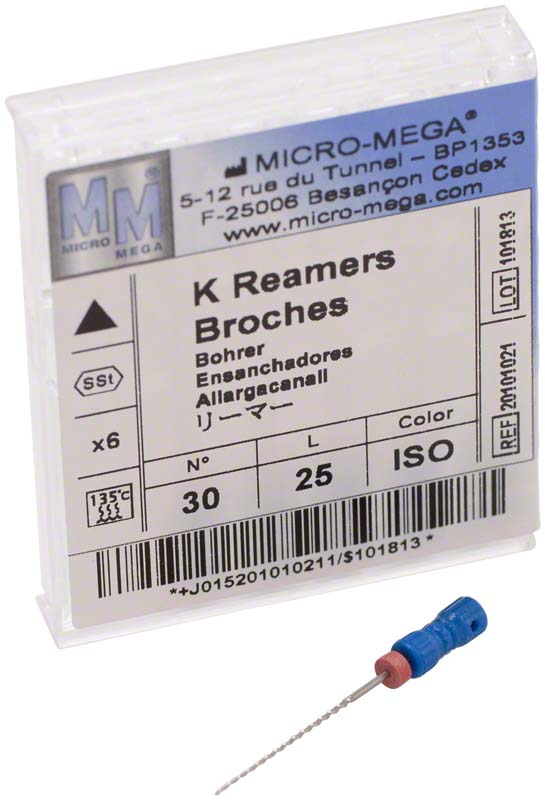 MM®
MICRO MEGA
MICRO-MEGA®
5-12 rue du Tunnel – BP1353
F-25006 Besançon Cedex
www.micro-mega.com
K Reamers
Broches
Bohrer
Ensanchadores
Allargacanali
リーマー
SSt
x6
135°C
N° L Color
30 25 ISO
LOT 101813
REF 20101021
*+J015201010211/$101813*